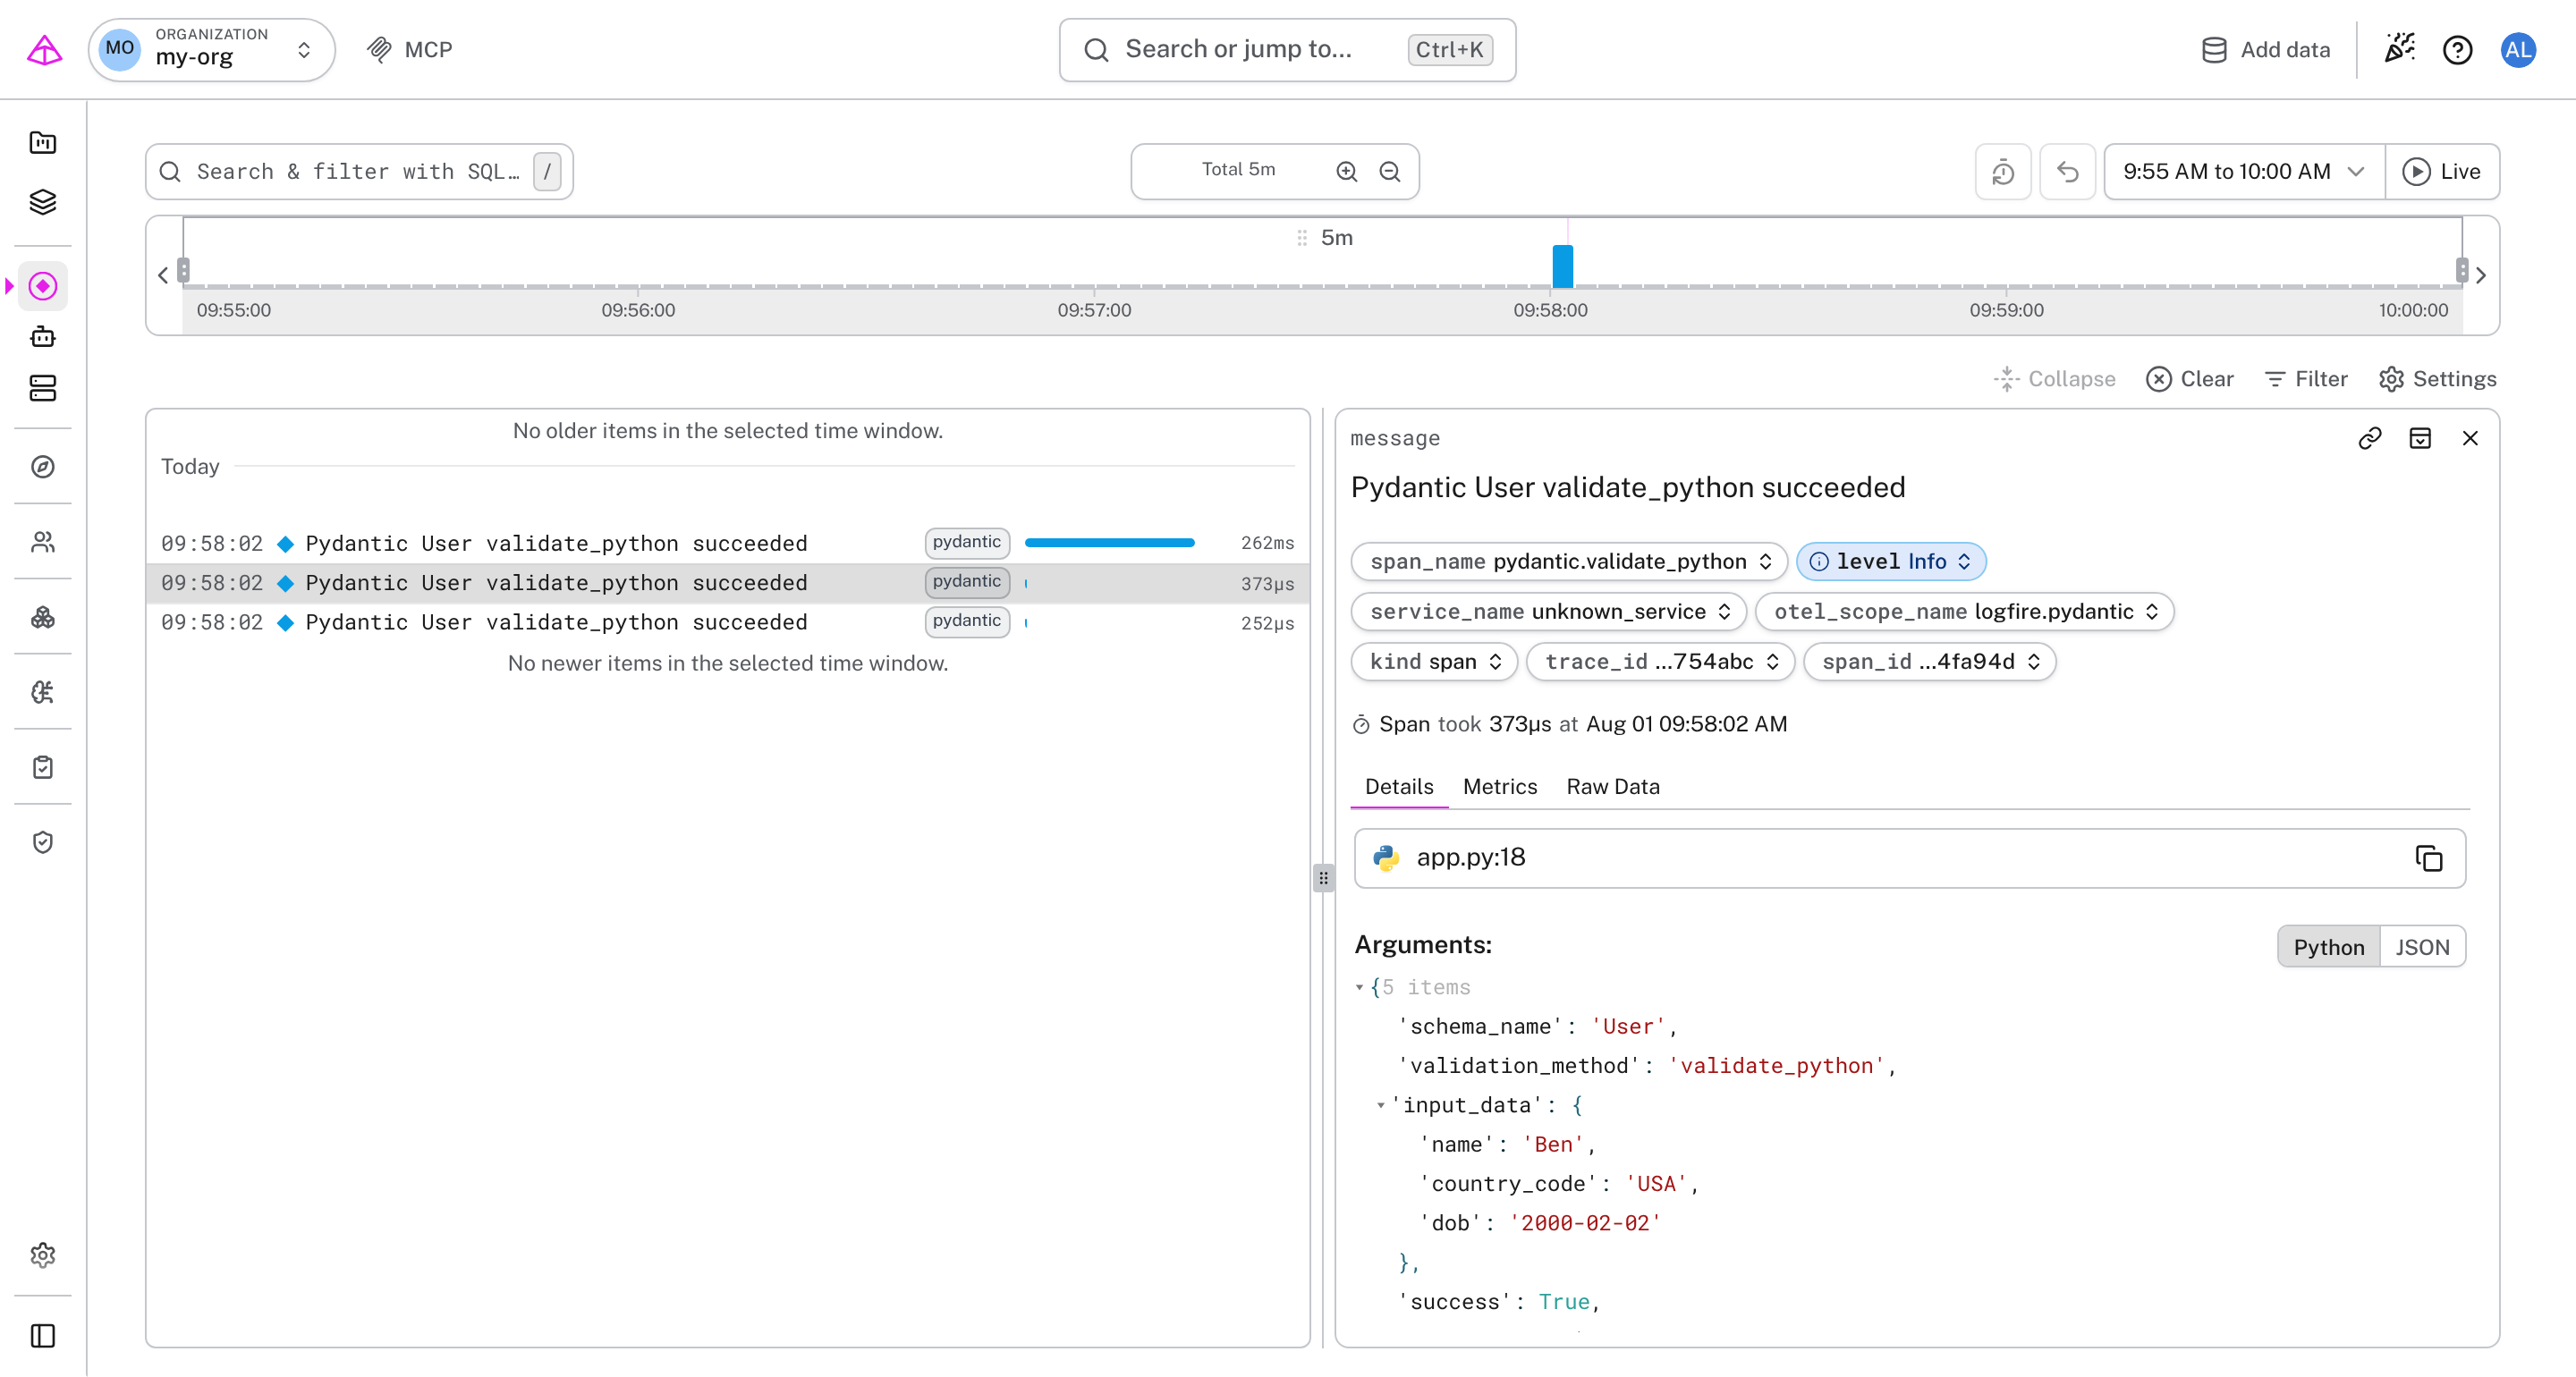 MO
ORGANIZATION
my-org
MCP
Search or jump to...
Ctrl+K
Add data
AL
Search & filter with SQL…
/
Total 5m
9:55 AM to 10:00 AM
Live
5m
09:55:00 09:56:00 09:57:00 09:58:00 09:59:00 10:00:00
Collapse Clear Filter Settings
No older items in the selected time window.
Today
09:58:02 Pydantic User validate_python succeeded pydantic 262ms
09:58:02 Pydantic User validate_python succeeded pydantic 373µs
09:58:02 Pydantic User validate_python succeeded pydantic 252µs
No newer items in the selected time window.
message
Pydantic User validate_python succeeded
span_name pydantic.validate_python level Info
service_name unknown_service otel_scope_name logfire.pydantic
kind span trace_id ...754abc span_id ...4fa94d
Span took 373µs at Aug 01 09:58:02 AM
Details Metrics Raw Data
app.py:18
Arguments:
Python JSON
{5 items
'schema_name': 'User',
'validation_method': 'validate_python',
'input_data': {
'name': 'Ben',
'country_code': 'USA',
'dob': '2000-02-02'
},
'success': True,